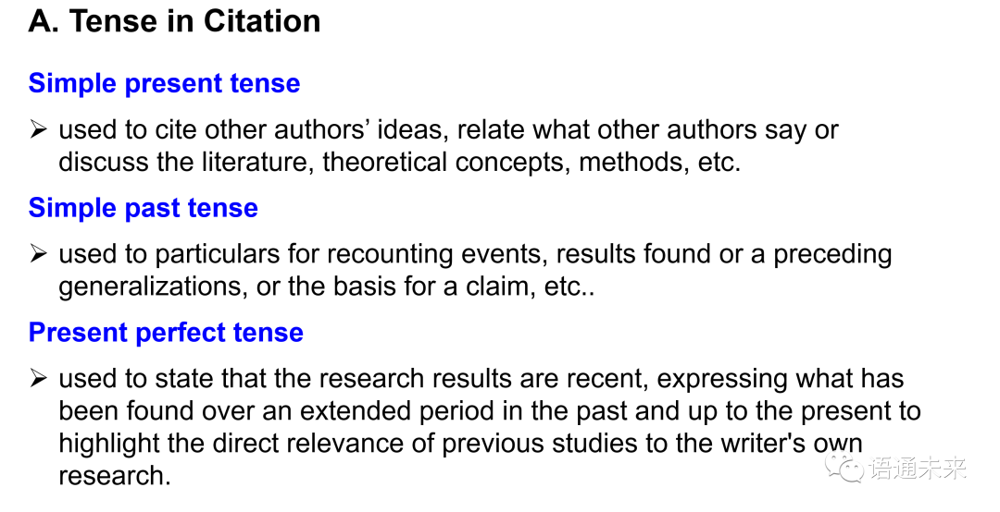 A. Tense in Citation
Simple present tense
➢ used to cite other authors’ ideas, relate what other authors say or
discuss the literature, theoretical concepts, methods, etc.
Simple past tense
➢ used to particulars for recounting events, results found or a preceding
generalizations, or the basis for a claim, etc..
Present perfect tense
➢ used to state that the research results are recent, expressing what has
been found over an extended period in the past and up to the present to
highlight the direct relevance of previous studies to the writer's own
research.
语通未来